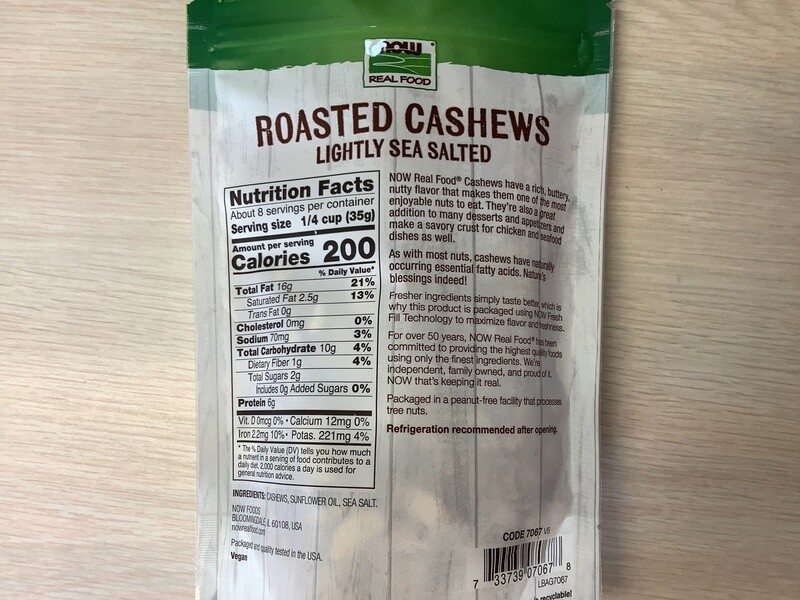 NOW
REAL FOOD
ROASTED CASHEWS
LIGHTLY SEA SALTED
Nutrition Facts
About 8 servings per container
Serving size 1/4 cup (35g)
Amount per serving
Calories 200
% Daily Value*
Total Fat 16g 21%
Saturated Fat 2.5g 13%
Trans Fat 0g
Cholesterol 0mg 0%
Sodium 70mg 3%
Total Carbohydrate 10g 4%
Dietary Fiber 1g 4%
Total Sugars 2g
Includes 0g Added Sugars 0%
Protein 6g
Vit. D 0mcg 0% • Calcium 12mg 0%
Iron 2.2mg 10% • Potas. 221mg 4%
* The % Daily Value (DV) tells you how much
a nutrient in a serving of food contributes to a
daily diet. 2,000 calories a day is used for
general nutrition advice.
INGREDIENTS: CASHEWS, SUNFLOWER OIL, SEA SALT.
NOW FOODS
BLOOMINGDALE, IL 60108, USA
nowrealfood.com
Packaged and quality tested in the USA.
Vegan
NOW Real Food® Cashews have a rich, buttery,
nutty flavor that makes them one of the most
enjoyable nuts to eat. They're also a great
addition to many desserts and appetizers and
make a savory crust for chicken and seafood
dishes as well.
As with most nuts, cashews have naturally
occurring essential fatty acids. Nature's
blessings indeed!
Fresher ingredients simply taste better, which is
why this product is packaged using NOW Fresh
Fill Technology to maximize flavor and freshness.
For over 50 years, NOW Real Food® has been
committed to providing the highest quality foods
using only the finest ingredients. We're
independent, family owned, and proud of it.
NOW that's keeping it real.
Packaged in a peanut-free facility that processes
tree nuts.
Refrigeration recommended after opening.
CODE 7067 V6
7 33739 07067 8
LBAG7067
recyclable!